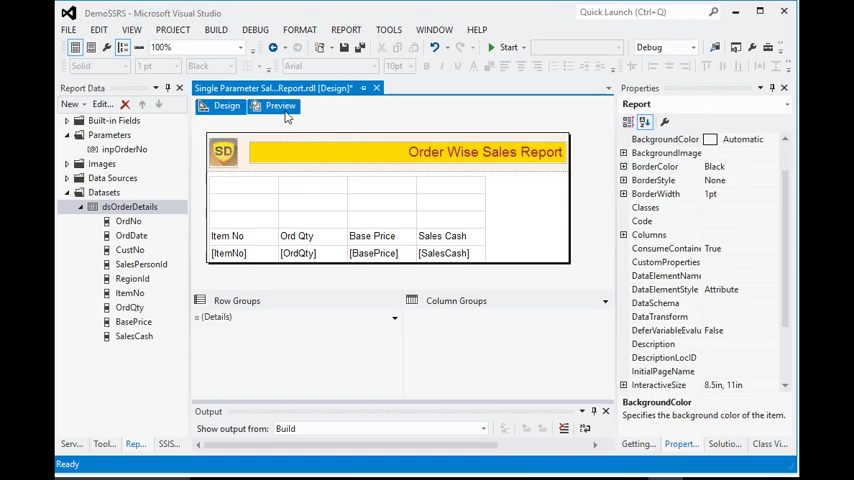 DemoSSRS - Microsoft Visual Studio
Quick Launch (Ctrl+Q)
FILE EDIT VIEW PROJECT BUILD DEBUG FORMAT REPORT TOOLS WINDOW HELP
100% Start Debug
Solid 1 pt Black Arial 10pt
Report Data
New Edit...
Built-in Fields
Parameters
inpOrderNo
Images
Data Sources
Datasets
dsOrderDetails
OrdNo
OrdDate
CustNo
SalesPersonId
RegionId
ItemNo
OrdQty
BasePrice
SalesCash
Serv... Tool... Rep... SSIS...
Single Parameter Sal...Report.rdl [Design]*
Design Preview
SD
Order Wise Sales Report
Item No Ord Qty Base Price Sales Cash
[ItemNo] [OrdQty] [BasePrice] [SalesCash]
Row Groups Column Groups
(Details)
Output
Show output from: Build
Properties
Report
BackgroundColor Automatic
BackgroundImage
BorderColor Black
BorderStyle None
BorderWidth 1pt
Classes
Code
Columns
ConsumeContainer True
CustomProperties
DataElementName
DataElementStyle Attribute
DataSchema
DataTransform
DeferVariableEvalu False
Description
DescriptionLocID
InitialPageName
InteractiveSize 8.5in, 11in
BackgroundColor
Specifies the background color of the item.
Getting... Propert... Solutio... Class Vi...
Ready